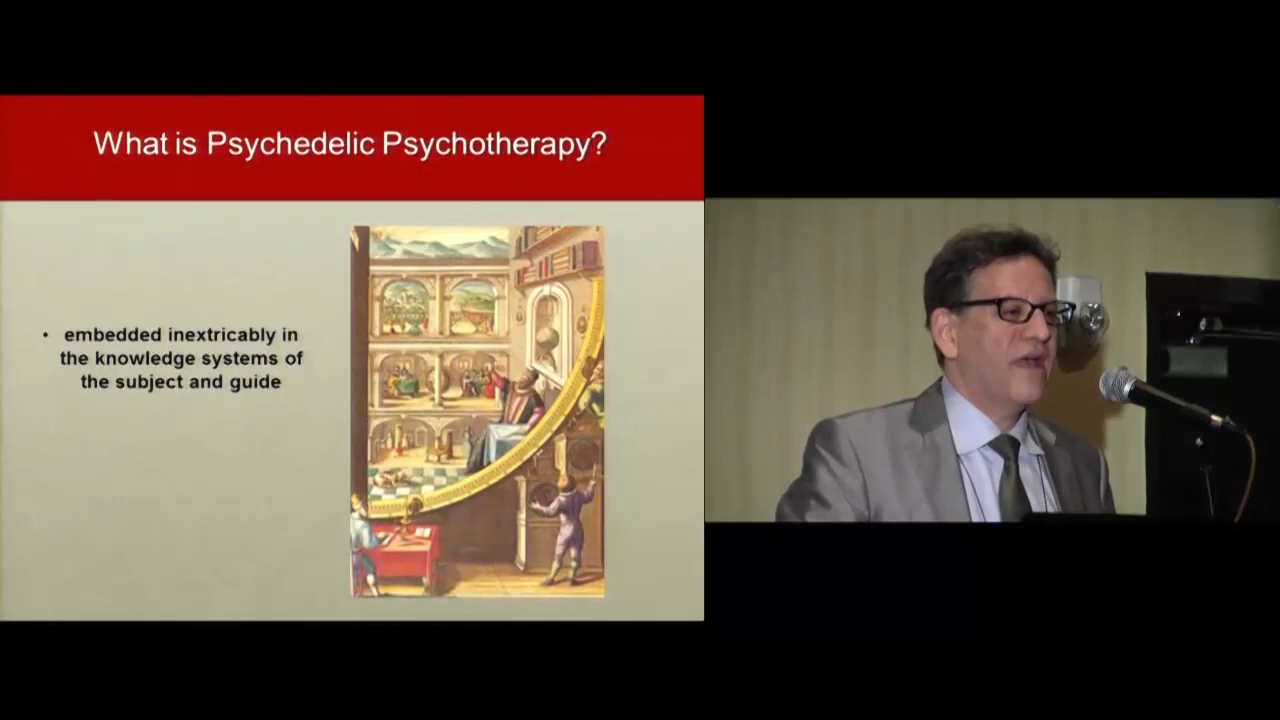 What is Psychedelic Psychotherapy?
• embedded inextricably in
the knowledge systems of
the subject and guide